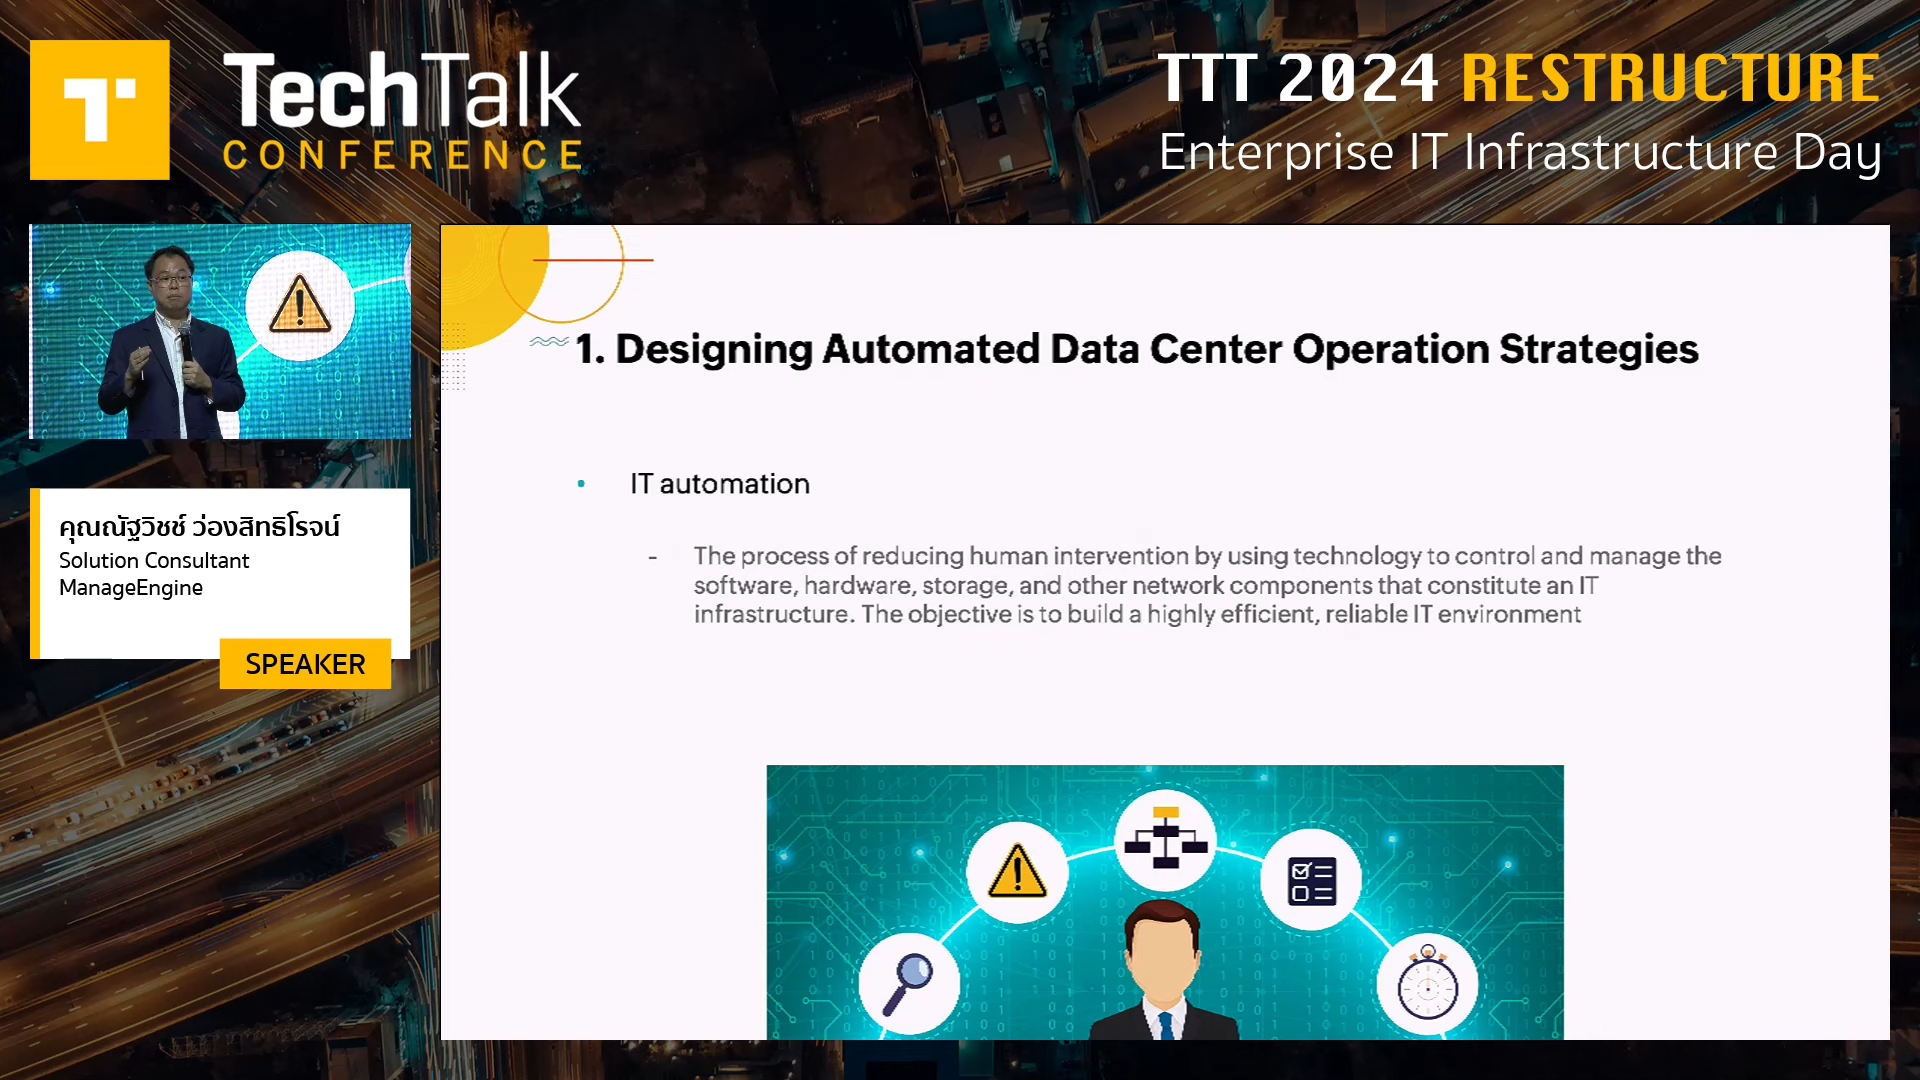 TechTalk
CONFERENCE
TTT 2024 RESTRUCTURE
Enterprise IT Infrastructure Day
คุณณัฐวิชช์ ว่องสิทธิโรจน์
Solution Consultant
ManageEngine
SPEAKER
1. Designing Automated Data Center Operation Strategies
• IT automation
- The process of reducing human intervention by using technology to control and manage the
software, hardware, storage, and other network components that constitute an IT
infrastructure. The objective is to build a highly efficient, reliable IT environment